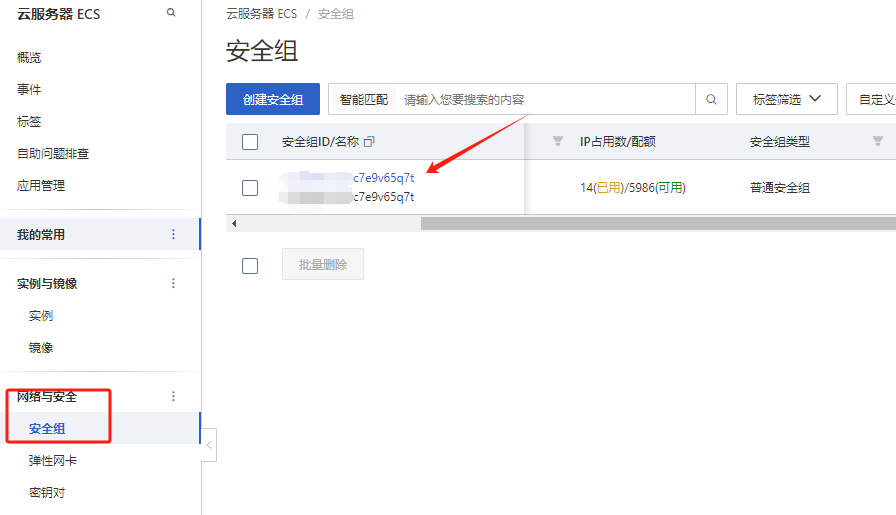 云服务器 ECS
概览
事件
标签
自助问题排查
应用管理
我的常用
实例与镜像
实例
镜像
网络与安全
安全组
弹性网卡
密钥对
云服务器 ECS / 安全组
安全组
创建安全组 智能匹配 请输入您要搜索的内容 标签筛选 自定义
安全组ID/名称 IP占用数/配额 安全组类型
c7e9v65q7t
c7e9v65q7t
14(已用)/5986(可用) 普通安全组
批量删除